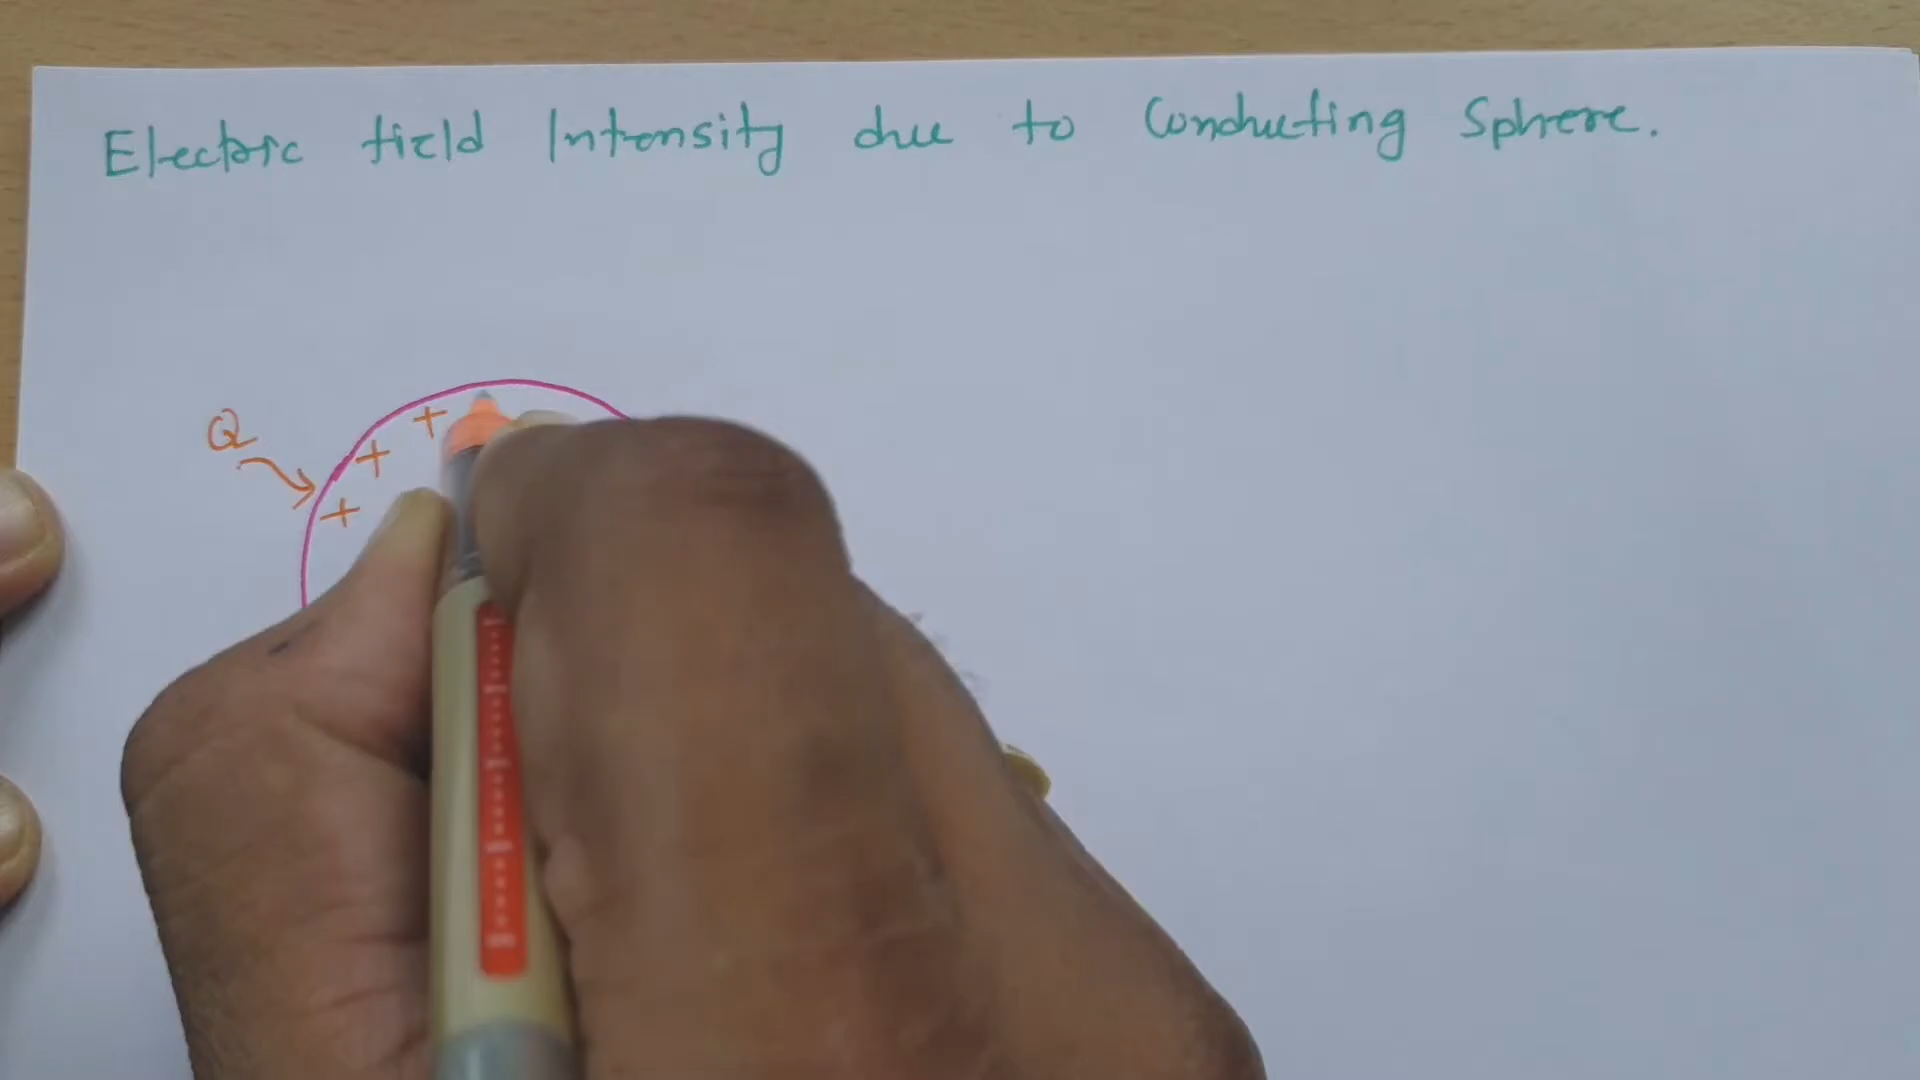 Electric field Intensity due to Conducting Sphere.
Q
+
+
+